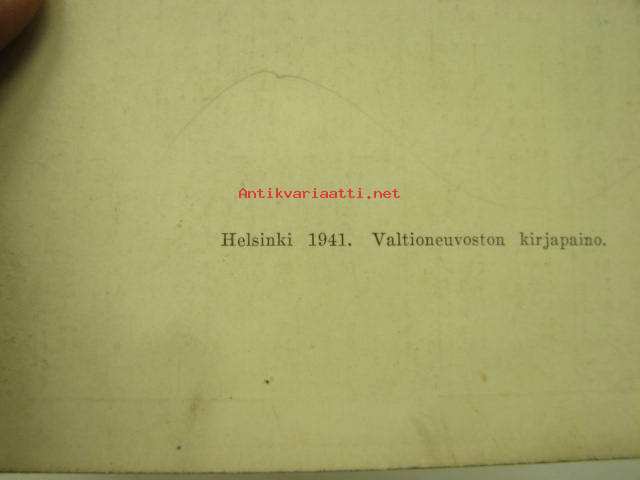 Antikvariaatti.net
Helsinki 1941. Valtioneuvoston kirjapaino.